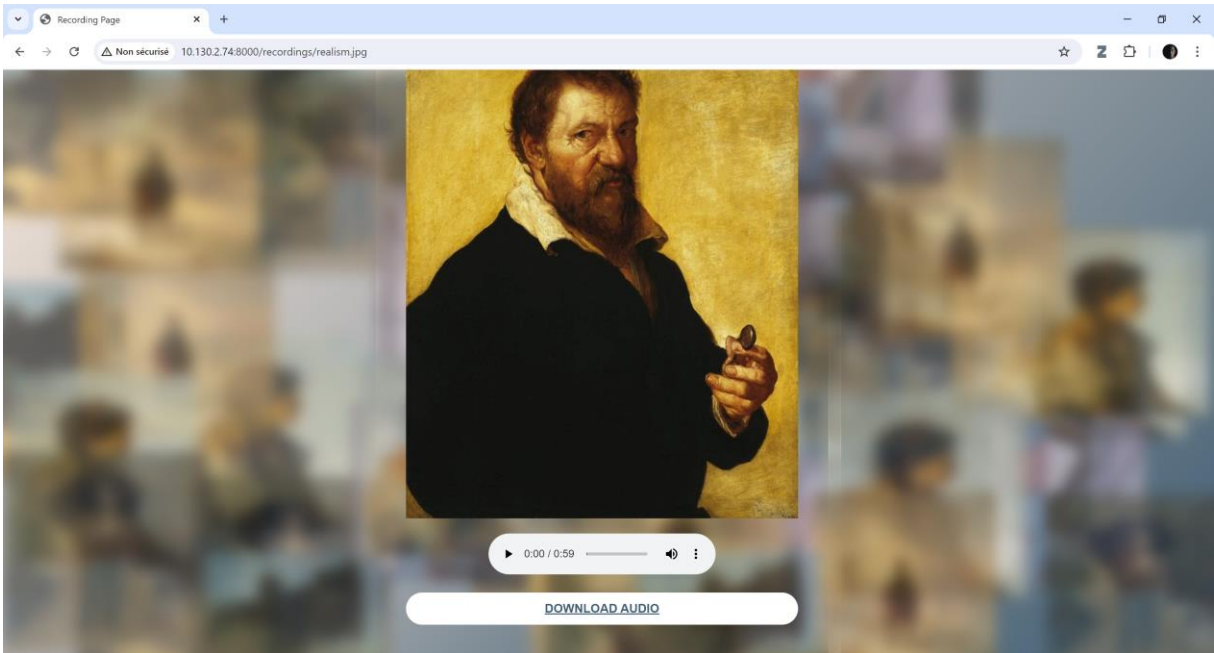 Recording Page
Non sécurisé 10.130.2.74:8000/recordings/realism.jpg
0:00 / 0:59
DOWNLOAD AUDIO